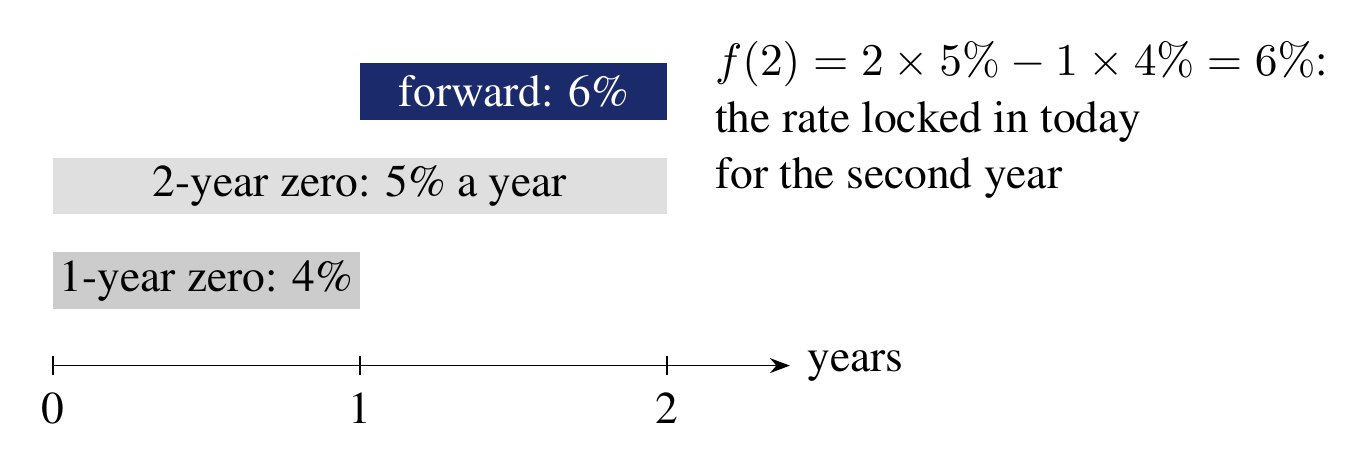 f(2) = 2 × 5% − 1 × 4% = 6%:
the rate locked in today
for the second year
forward: 6%
2-year zero: 5% a year
1-year zero: 4%
years
0 1 2